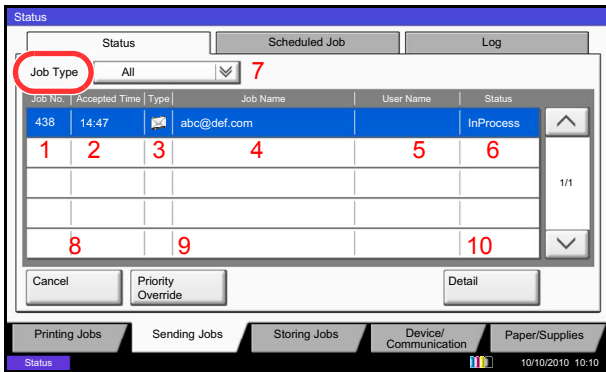 Status
Status Scheduled Job Log
Job Type All 7
Job No. Accepted Time Type Job Name User Name Status
438 14:47 abc@def.com InProcess
1 2 3 4 5 6
1/1
8 9 10
Cancel Priority Detail
Override
Printing Jobs Sending Jobs Storing Jobs Device/ Paper/Supplies
Communication
Status 10/10/2010 10:10